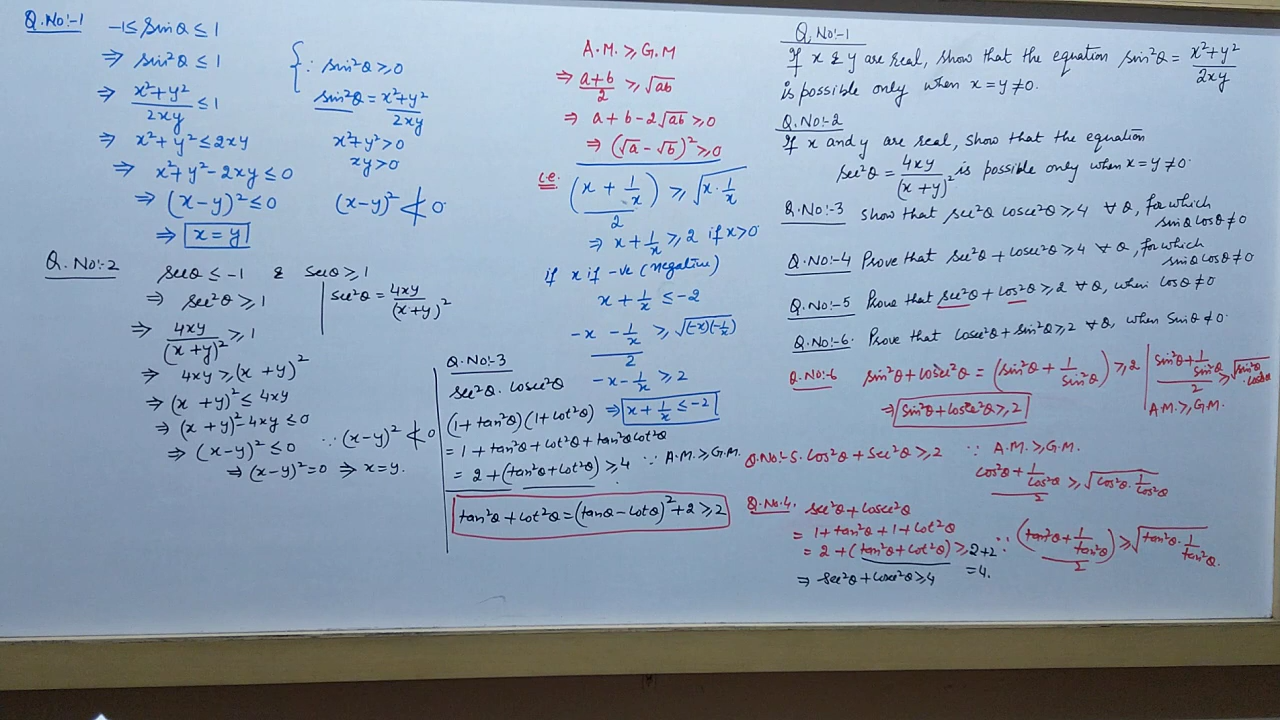 Q.No:-1
-1≤ sinθ ≤ 1
⇒ sin²θ ≤ 1
{∵ sin²θ ≥ 0
⇒ x²+y²/2xy ≤ 1
sin²θ = x²+y²/2xy
⇒ x²+y² ≤ 2xy
x²+y²>0
xy>0
⇒ x²+y²-2xy ≤ 0
⇒ (x-y)² ≤ 0
(x-y)² ≮ 0
⇒ x=y
Q.No:-2
secθ ≤ -1 & secθ ≥ 1
⇒ sec²θ ≥ 1
sec²θ = 4xy/(x+y)²
⇒ 4xy/(x+y)² ≥ 1
⇒ 4xy ≥ (x+y)²
⇒ (x+y)² ≤ 4xy
⇒ (x+y)²-4xy ≤ 0
⇒ (x-y)² ≤ 0 ∵ (x-y)² ≮ 0
⇒ (x-y)²=0 ⇒ x=y.
A.M. ≥ G.M
⇒ a+b/2 ≥ √ab
⇒ a+b-2√ab ≥ 0
⇒ (√a-√b)² ≥ 0
i.e. (x+1/x)/2 ≥ √x·1/x
⇒ x+1/x ≥ 2 if x>0
if x if -ve (negative)
x+1/x ≤ -2
-x-1/x/2 ≥ √(-x)(-1/x)
-x-1/x ≥ 2
⇒ x+1/x ≤ -2
Q.No:-3
sec²θ. cosec²θ
(1+tan²θ)(1+cot²θ)
= 1+tan²θ+cot²θ+tan²θcot²θ
= 2+(tan²θ+cot²θ) ≥ 4 ∵ A.M. ≥ G.M.
tan²θ+cot²θ=(tanθ-cotθ)²+2 ≥ 2
Q.No:-1
If x & y are real, show that the equation sin²θ = x²+y²/2xy
is possible only when x=y≠0.
Q.No:-2
If x and y are real, show that the equation
sec²θ = 4xy/(x+y)² is possible only when x=y≠0.
Q.No:-3 show that sec²θ cosec²θ ≥ 4 ∀ θ, for which
sinθ cosθ ≠ 0
Q.No:-4 Prove that sec²θ + cosec²θ ≥ 4 ∀ θ, for which
sinθ cosθ ≠ 0
Q.No:-5 Prove that sec²θ + cos²θ ≥ 2 ∀ θ, when cosθ ≠ 0
Q.No:-6. Prove that cosec²θ + sin²θ ≥ 2 ∀ θ, when sinθ ≠ 0.
Q.No:-6 sin²θ+cosec²θ = (sin²θ+1/sin²θ) ≥ 2
sin²θ+1/sin²θ/2 ≥ √sin²θ·cosec²θ
⇒ sin²θ+cosec²θ ≥ 2
A.M. ≥ G.M.
Q.No:-5. cos²θ+sec²θ ≥ 2 ∵ A.M. ≥ G.M.
cos²θ+1/cos²θ/2 ≥ √cos²θ·1/cos²θ
Q.No.4. sec²θ+cosec²θ
= 1+tan²θ+1+cot²θ
= 2+(tan²θ+cot²θ) ≥ 2+2 ∵ (tan²θ+1/tan²θ)/2 ≥ √tan²θ·1/tan²θ.
⇒ sec²θ+cosec²θ ≥ 4 =4.